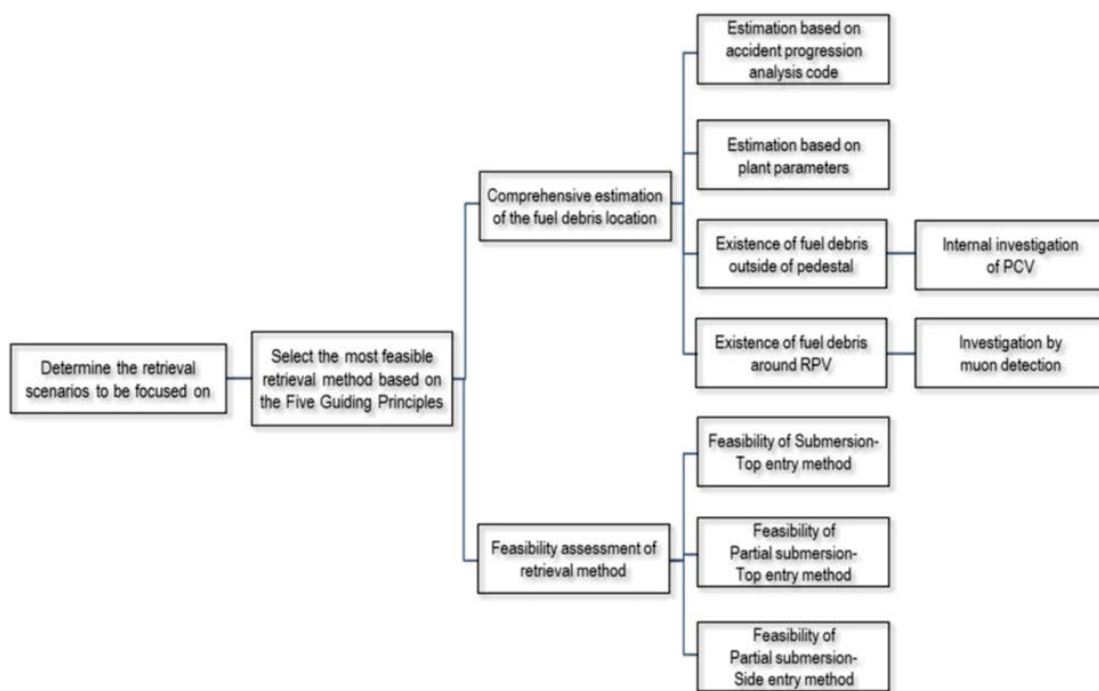 Determine the retrieval
scenarios to be focused on
Select the most feasible
retrieval method based on
the Five Guiding Principles
Comprehensive estimation
of the fuel debris location
Estimation based on
accident progression
analysis code
Estimation based on
plant parameters
Existence of fuel debris
outside of pedestal
Internal investigation
of PCV
Existence of fuel debris
around RPV
Investigation by
muon detection
Feasibility assessment of
retrieval method
Feasibility of Submersion-
Top entry method
Feasibility of
Partial submersion-
Top entry method
Feasibility of
Partial submersion-
Side entry method